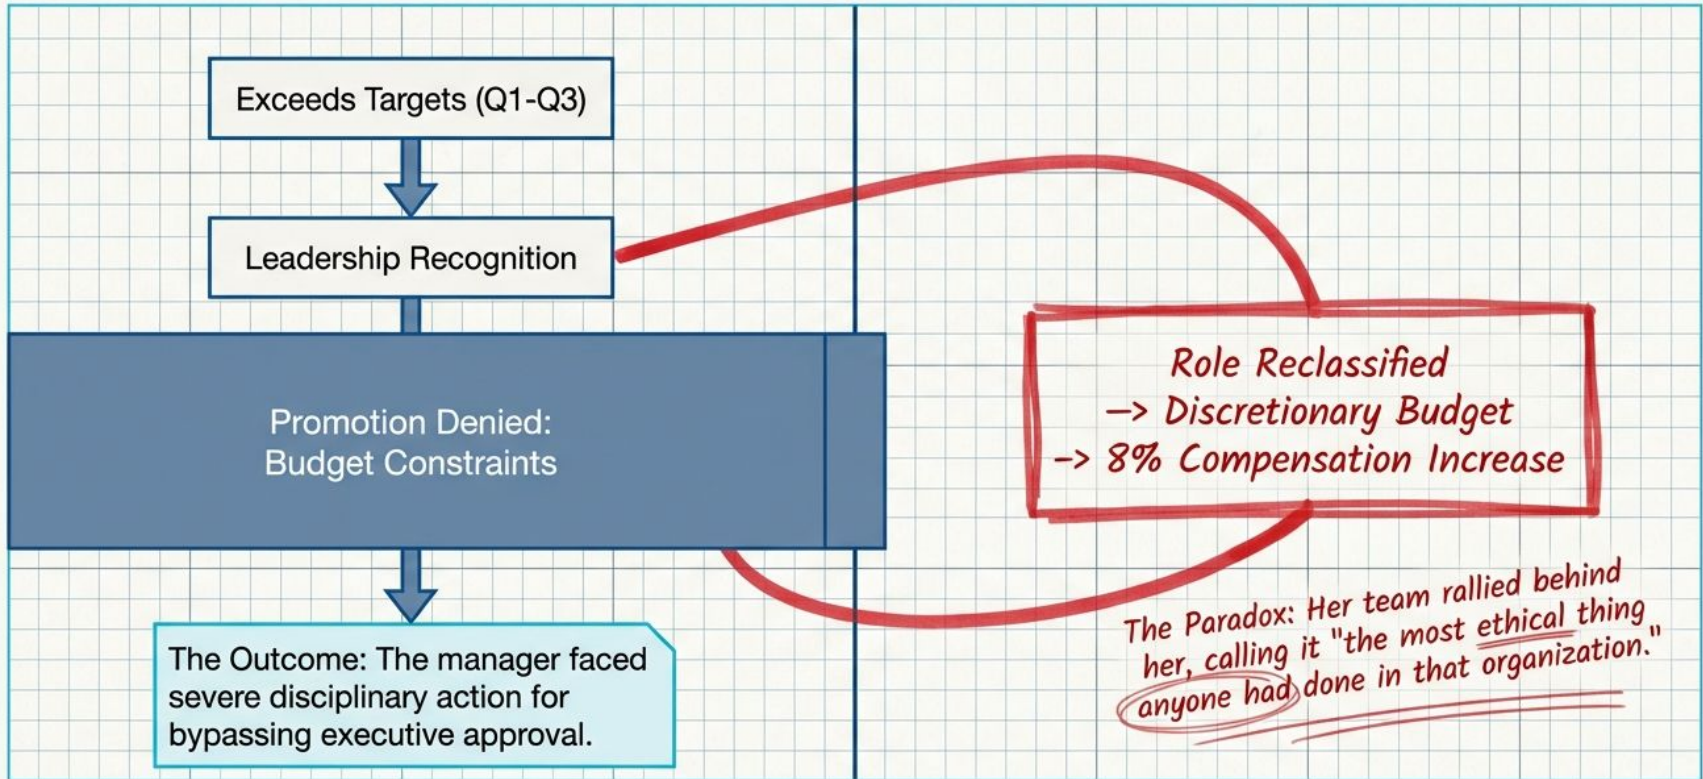 Exceeds Targets (Q1-Q3)
Leadership Recognition
Promotion Denied:
Budget Constraints
The Outcome: The manager faced
severe disciplinary action for
bypassing executive approval.
Role Reclassified
–> Discretionary Budget
–> 8% Compensation Increase
The Paradox: Her team rallied behind
her, calling it "the most ethical thing
anyone had done in that organization."